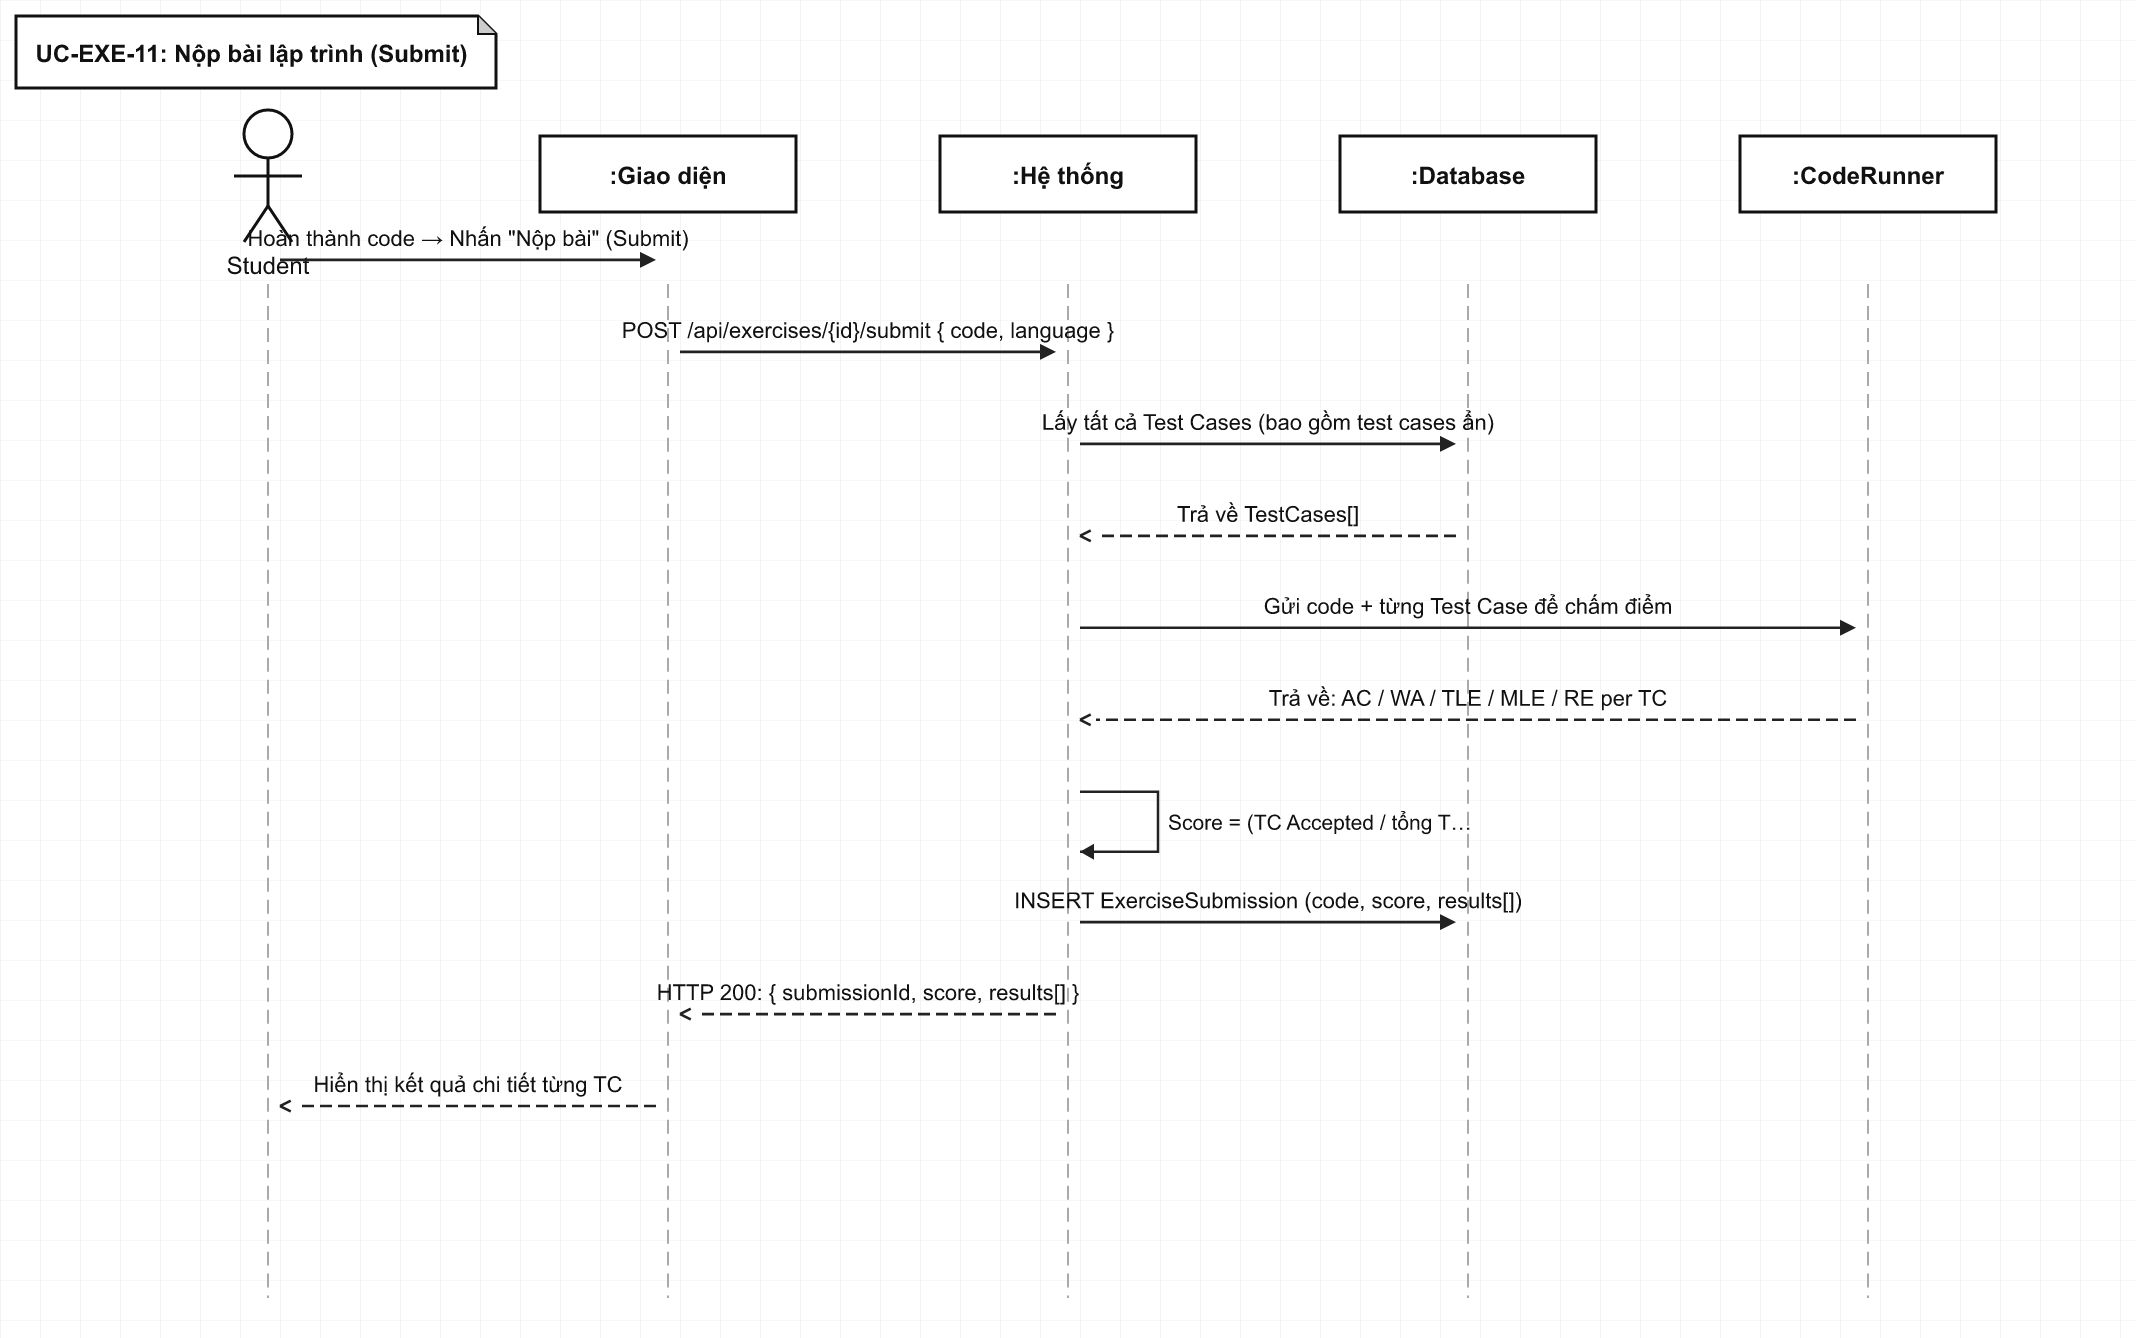 UC-EXE-11: Nộp bài lập trình (Submit)
:Giao diện
:Hệ thống
:Database
:CodeRunner
Hoàn thành code → Nhấn "Nộp bài" (Submit)
Student
POST /api/exercises/{id}/submit { code, language }
Lấy tất cả Test Cases (bao gồm test cases ẩn)
Trả về TestCases[]
Gửi code + từng Test Case để chấm điểm
Trả về: AC / WA / TLE / MLE / RE per TC
Score = (TC Accepted / tổng T…
INSERT ExerciseSubmission (code, score, results[])
HTTP 200: { submissionId, score, results[] }
Hiển thị kết quả chi tiết từng TC